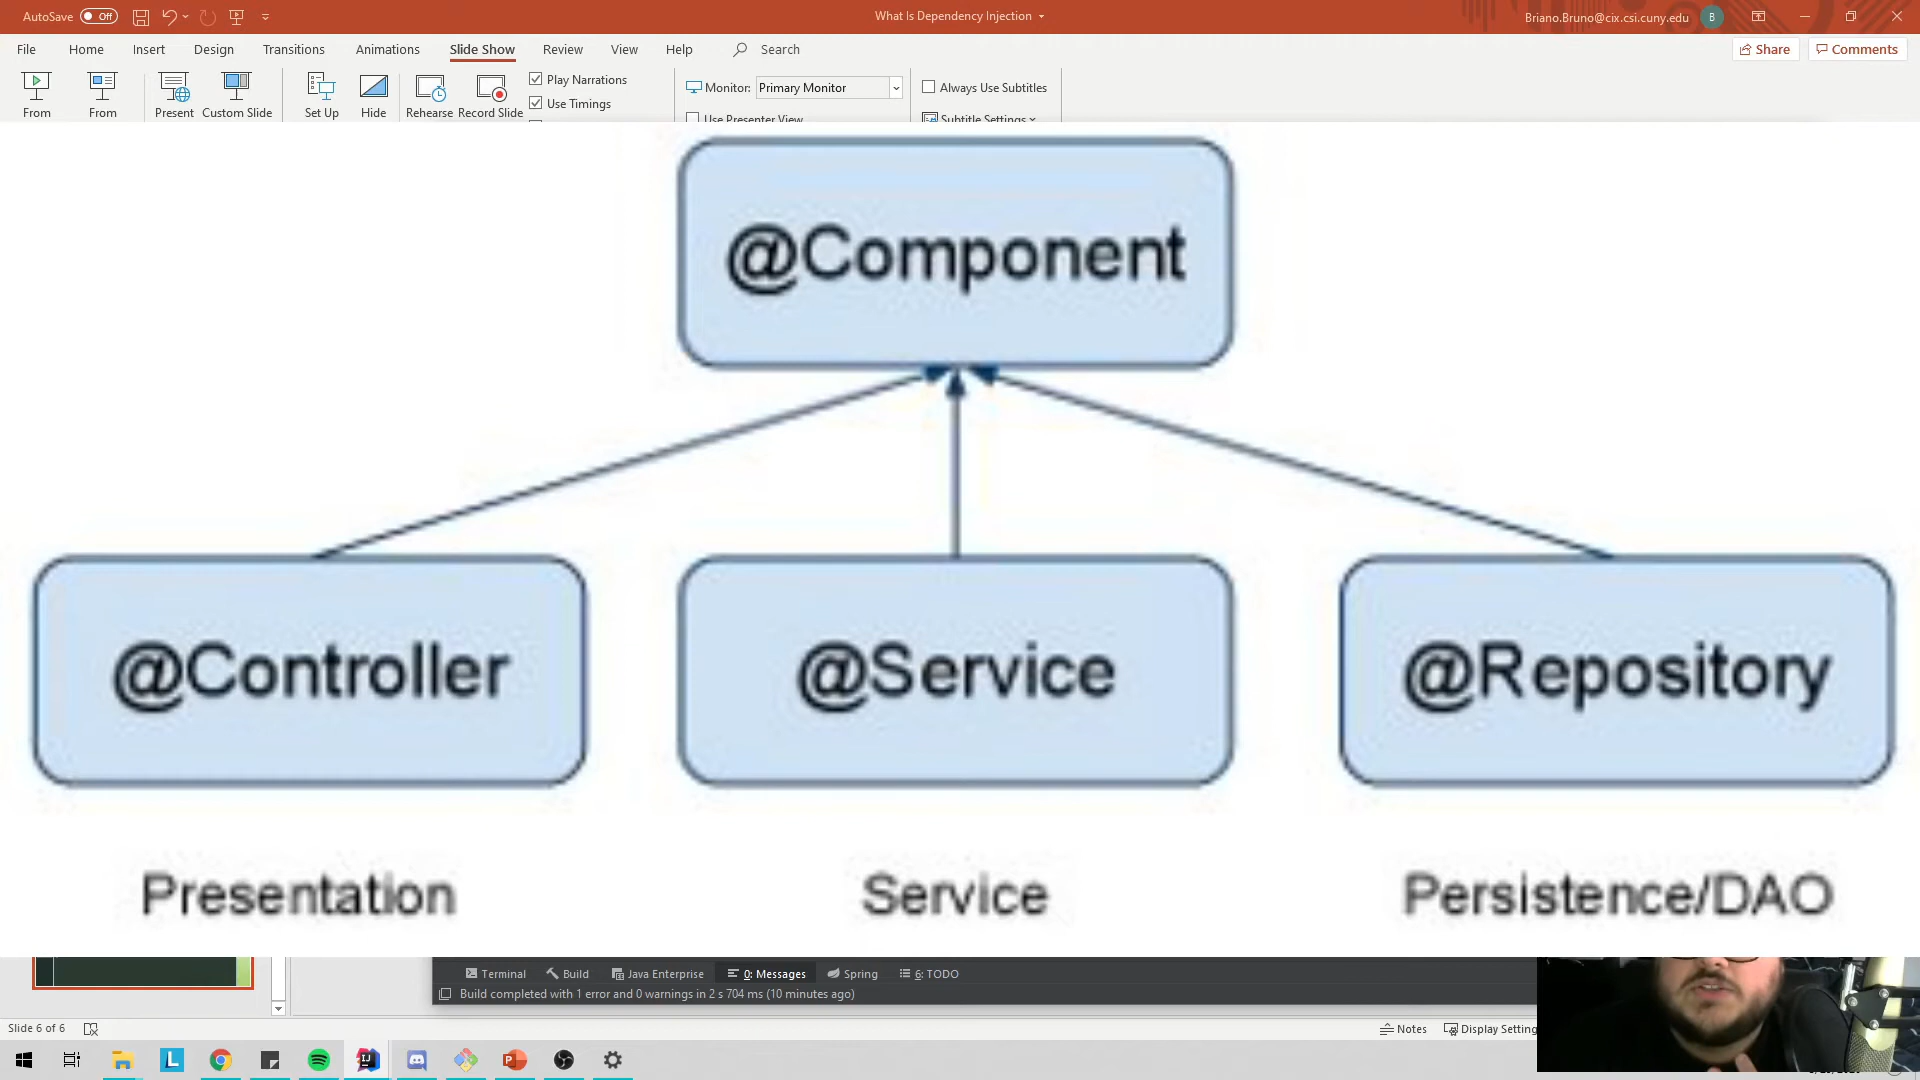 AutoSave Off What Is Dependency Injection Briano.Bruno@cix.csi.cuny.edu B
File Home Insert Design Transitions Animations Slide Show Review View Help Search Share Comments
Play Narrations
Monitor: Primary Monitor Always Use Subtitles
Use Timings
From From Present Custom Slide Set Up Hide Rehearse Record Slide
Use Presenter View Subtitle Settings
@Component
@Controller @Service @Repository
Presentation Service Persistence/DAO
Terminal Build Java Enterprise 0: Messages Spring 6: TODO
Build completed with 1 error and 0 warnings in 2 s 704 ms (10 minutes ago)
Slide 6 of 6 Notes Display Setting